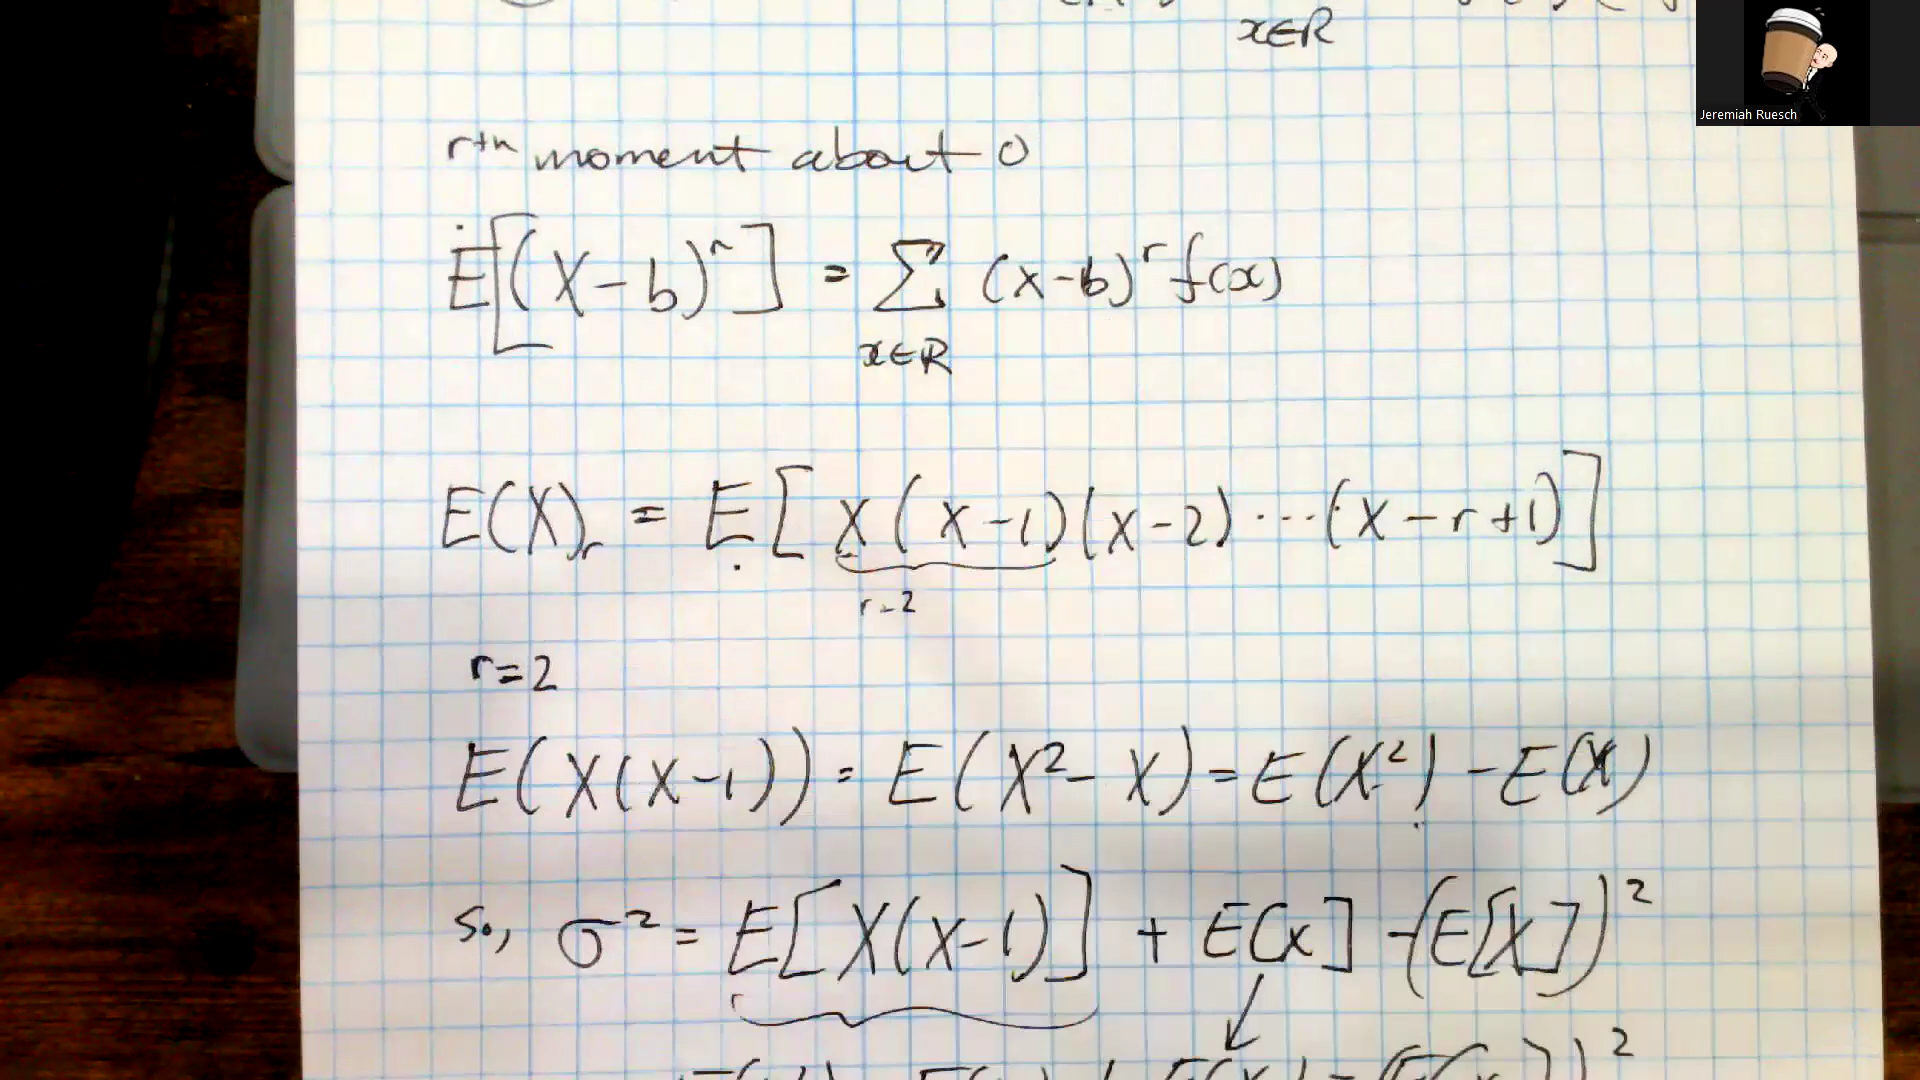 x∈R
Jeremiah Ruesch
rth moment about 0
E[(X-b)^r] = Σ (x-b)^r f(x)
x∈R
E(X)_r = E[X(X-1)(X-2)⋯(X-r+1)]
r=2
r=2
E(X(X-1)) = E(X²-X) = E(X²) - E(X)
So, σ² = E[X(X-1)] + E[X] - (E[X])²